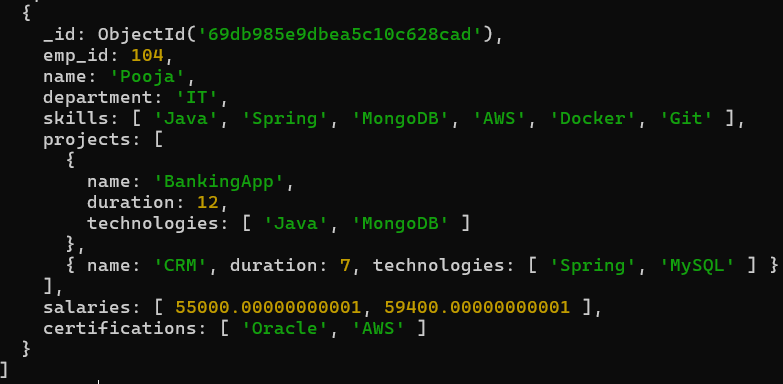 {
_id: ObjectId('69db985e9dbea5c10c628cad'),
emp_id: 104,
name: 'Pooja',
department: 'IT',
skills: [ 'Java', 'Spring', 'MongoDB', 'AWS', 'Docker', 'Git' ],
projects: [
{
name: 'BankingApp',
duration: 12,
technologies: [ 'Java', 'MongoDB' ]
},
{ name: 'CRM', duration: 7, technologies: [ 'Spring', 'MySQL' ] }
],
salaries: [ 55000.00000000001, 59400.00000000001 ],
certifications: [ 'Oracle', 'AWS' ]
}
]